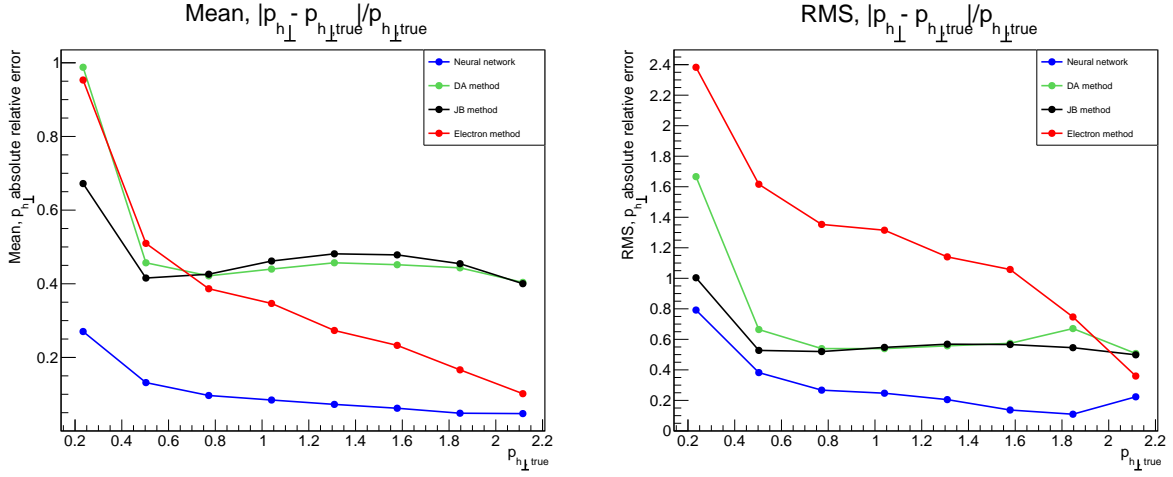 Mean, |p_h⊥ - p_h⊥,true|/p_h⊥,true
Mean, p_h⊥ absolute relative error
1
0.8
0.6
0.4
0.2
Neural network
DA method
JB method
Electron method
0.2 0.4 0.6 0.8 1 1.2 1.4 1.6 1.8 2 2.2
p_h⊥,true
RMS, |p_h⊥ - p_h⊥,true|/p_h⊥,true
RMS, p_h⊥ absolute relative error
2.4
2.2
2
1.8
1.6
1.4
1.2
1
0.8
0.6
0.4
0.2
0
Neural network
DA method
JB method
Electron method
0.2 0.4 0.6 0.8 1 1.2 1.4 1.6 1.8 2 2.2
p_h⊥,true